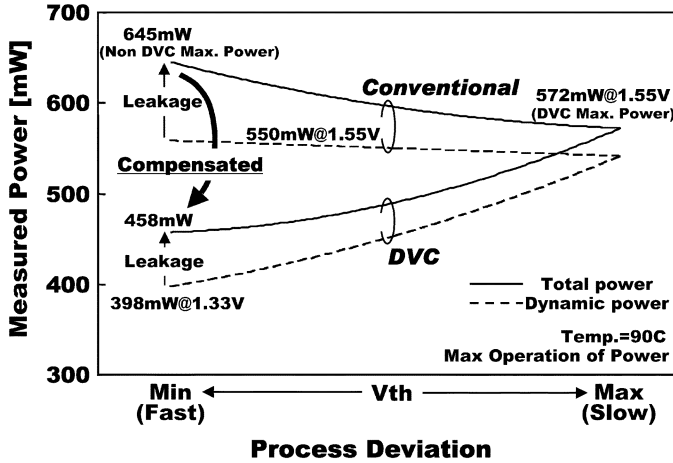 700
645mW
(Non DVC Max. Power)
Conventional
Leakage
600
572mW@1.55V
(DVC Max. Power)
550mW@1.55V
Compensated
500
458mW
Leakage
DVC
400
398mW@1.33V
Total power
Dynamic power
Temp.=90C
Max Operation of Power
300
Measured Power [mW]
Min
(Fast)
Vth
Max
(Slow)
Process Deviation